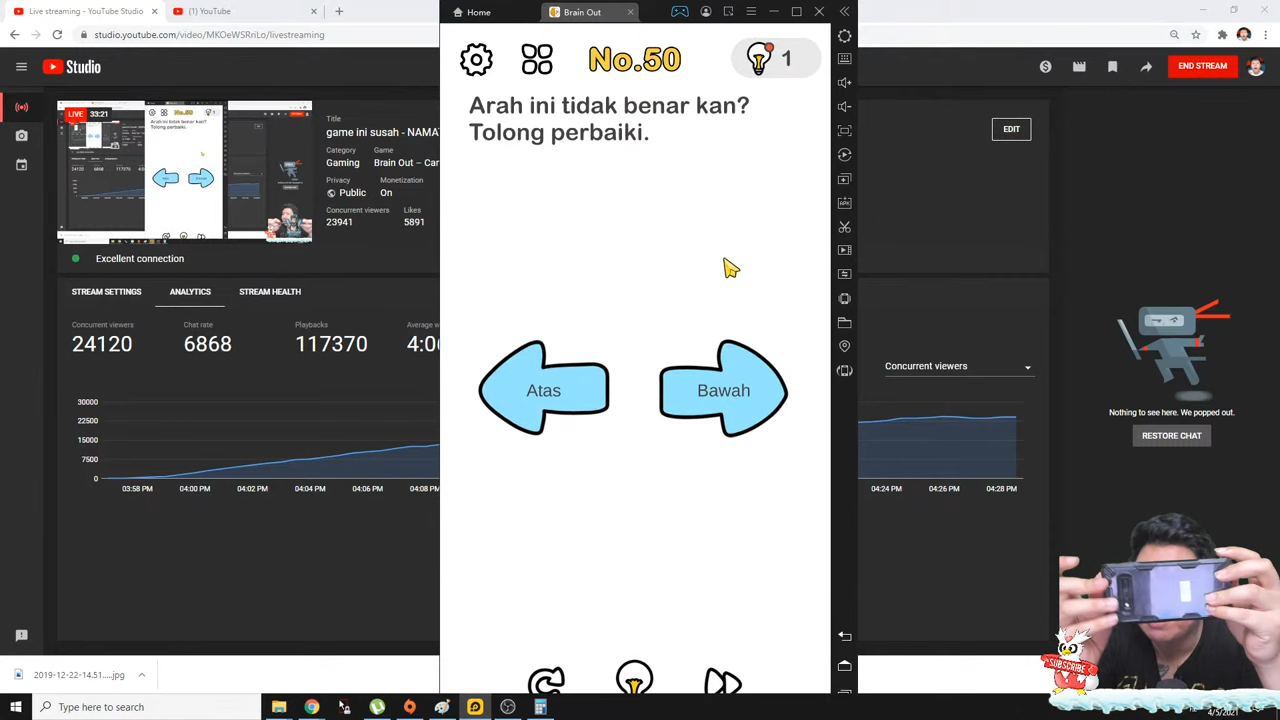 Live streaming - YouTube Studio
(1) YouTube
Home
Brain Out
studio.youtube.com/video/MKOeWSRriLo/livestreaming
Studio
END STREAM
No.50
1
Arah ini tidak benar kan?
Tolong perbaiki.
Atas
Bawah
LIVE
33:21
Title
game ini susah - NAMA
Category
Game
Gaming
Brain Out – Can
Privacy
Monetization
Public
On
Concurrent viewers
Likes
23941
5891
EDIT
Excellent connection
STREAM SETTINGS
ANALYTICS
STREAM HEALTH
Concurrent viewers
Chat rate
Playbacks
Average w
24120
6868
117370
4:0
Concurrent viewers
30000
22500
15000
7500
0
03:58 PM
04:00 PM
04:02 PM
04:04 PM
04:06 PM
04:08 PM
04:24 PM
04:26 PM
04:28 PM
Nothing to see here. We popped out.
RESTORE CHAT
SUBSCRIBE
2019-12-22-14.51....jpg
Type here to search
4/5/2021